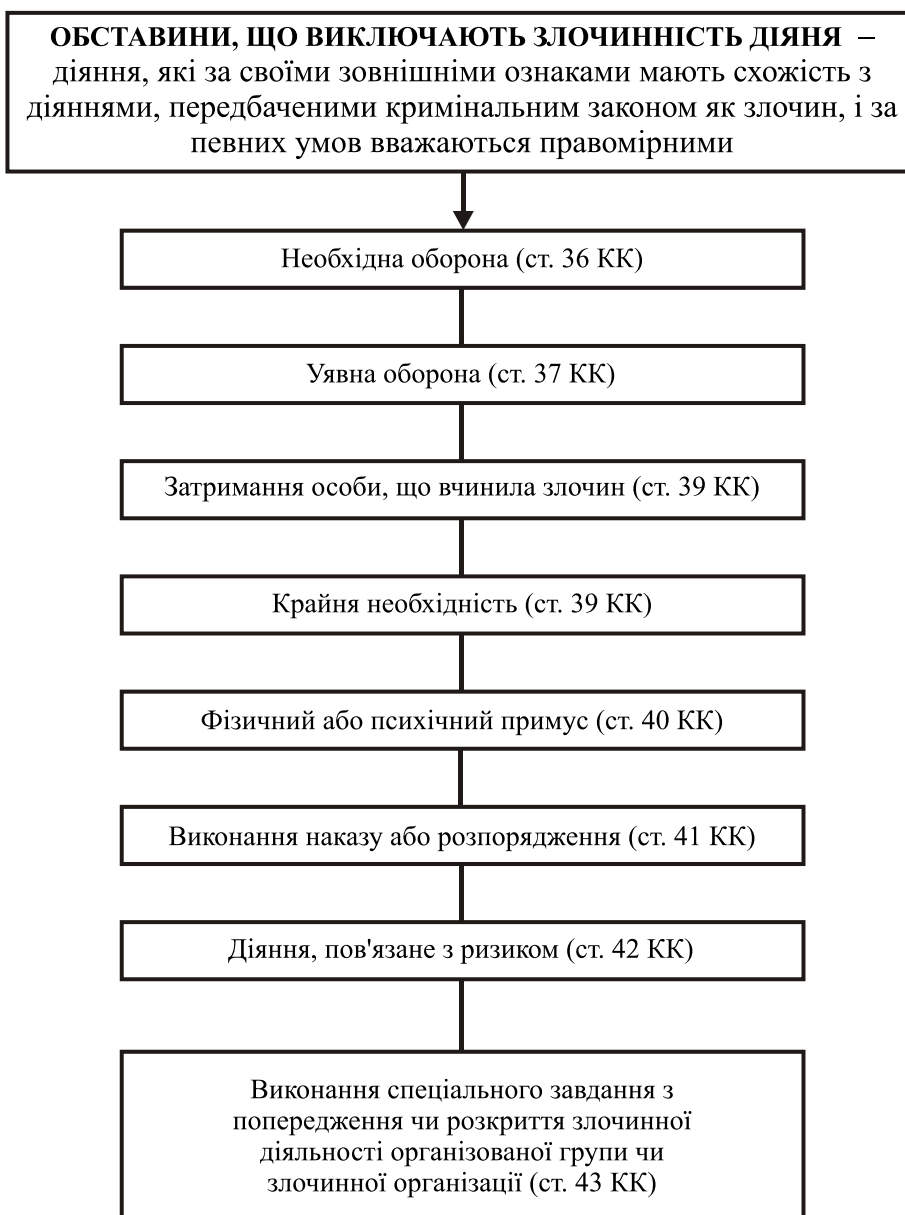 ОБСТАВИНИ, ЩО ВИКЛЮЧАЮТЬ ЗЛОЧИННІСТЬ ДІЯНЯ –
діяння, які за своїми зовнішніми ознаками мають схожість з
діяннями, передбаченими кримінальним законом як злочин, і за
певних умов вважаються правомірними
Необхідна оборона (ст. 36 КК)
Уявна оборона (ст. 37 КК)
Затримання особи, що вчинила злочин (ст. 39 КК)
Крайня необхідність (ст. 39 КК)
Фізичний або психічний примус (ст. 40 КК)
Виконання наказу або розпорядження (ст. 41 КК)
Діяння, пов'язане з ризиком (ст. 42 КК)
Виконання спеціального завдання з
попередження чи розкриття злочинної
діяльності організованої групи чи
злочинної організації (ст. 43 КК)